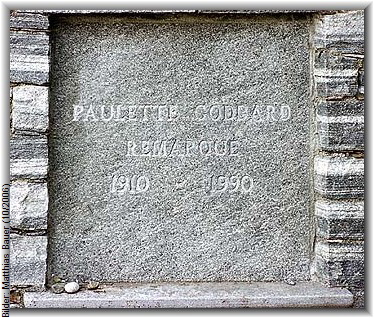 PAULETTE GODDARD
REMARQUE
1910 - 1990
Bilder: Matthias Bauer (10/2006)